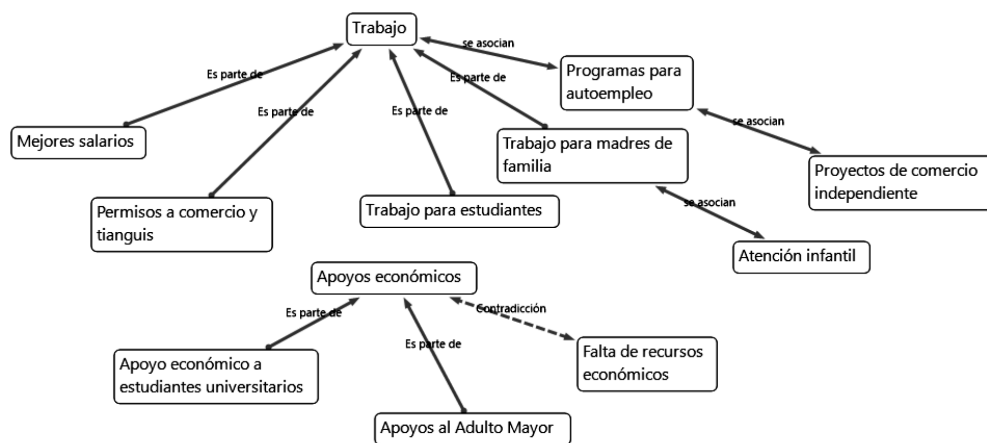 Trabajo
se asocian
Programas para
autoempleo
Es parte de
Es parte de
Es parte de
Es parte de
se asocian
Mejores salarios
Trabajo para madres de
familia
Proyectos de comercio
independiente
Permisos a comercio y
tianguis
Trabajo para estudiantes
se asocian
Atención infantil
Apoyos económicos
Es parte de
Contradicción
Es parte de
Falta de recursos
económicos
Apoyo económico a
estudiantes universitarios
Apoyos al Adulto Mayor